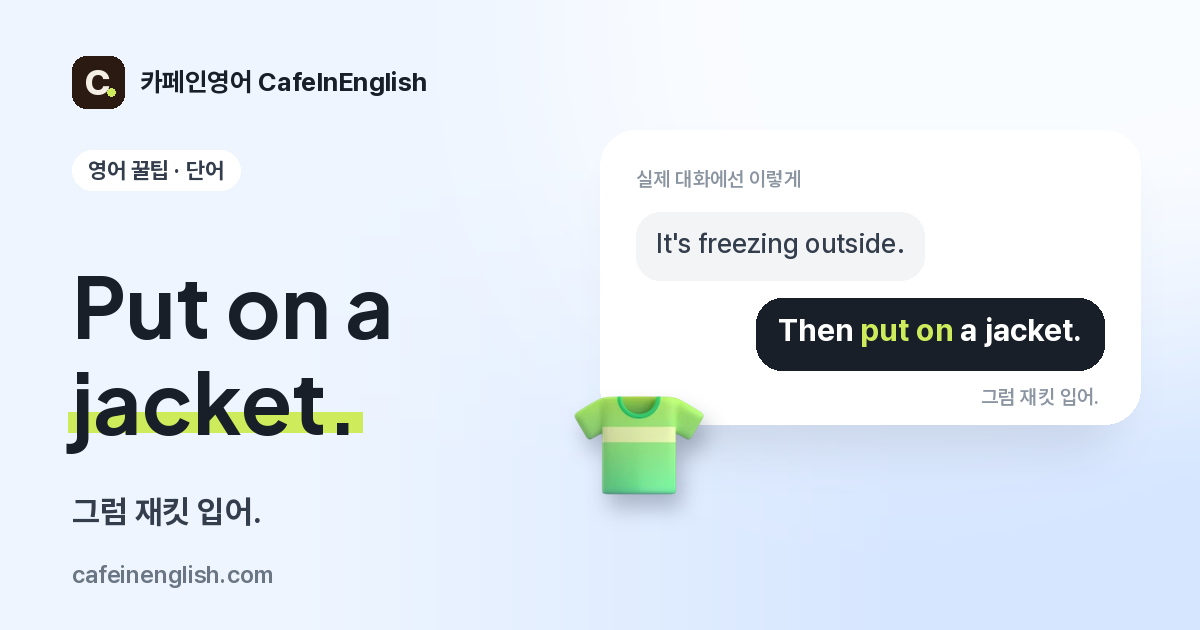 C
카페인영어 CafeInEnglish
영어 꿀팁 · 단어
Put on a
jacket.
그럼 재킷 입어.
cafeinenglish.com
실제 대화에선 이렇게
It's freezing outside.
Then put on a jacket.
그럼 재킷 입어.